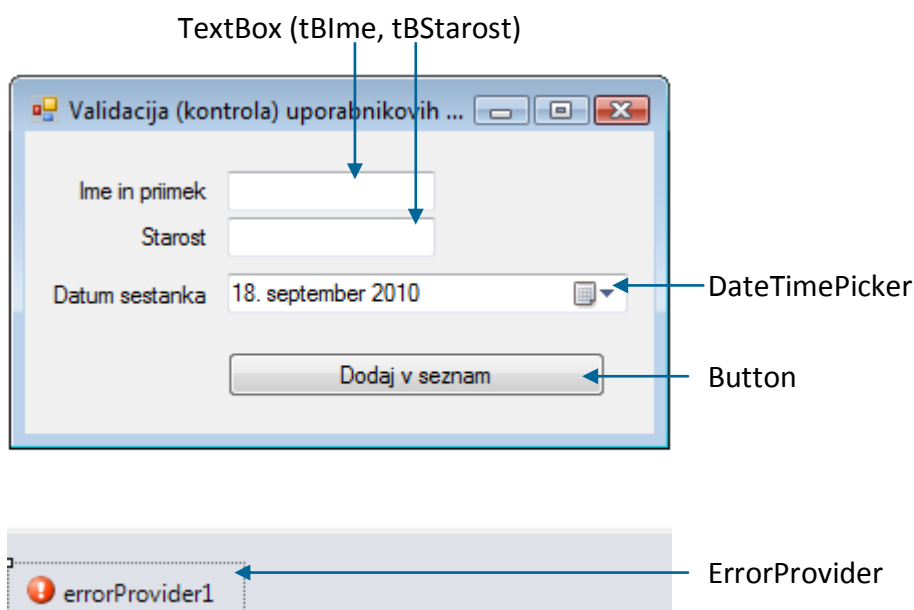 TextBox (tBIme, tBStarost)
Validacija (kontrola) uporabnikovih ...
Ime in priimek
Starost
Datum sestanka 18. september 2010
DateTimePicker
Dodaj v seznam
Button
ErrorProvider
errorProvider1